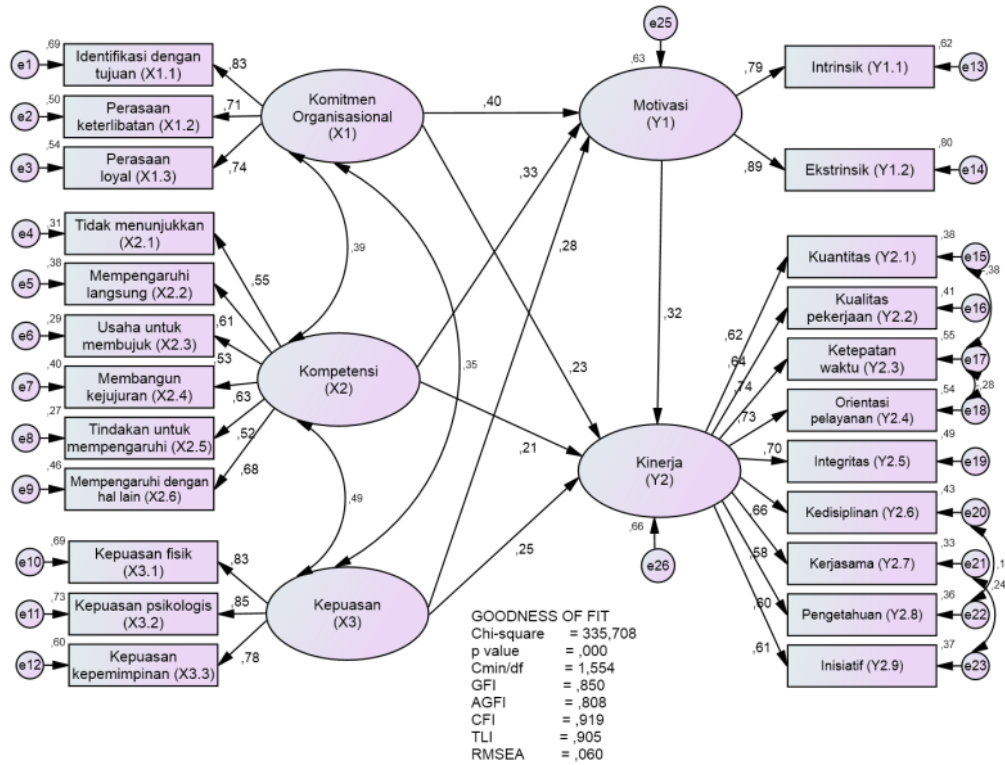 e25
,69
e1
Identifikasi dengan
tujuan (X1.1)
,83
,50
e2
Perasaan
keterlibatan (X1.2)
,71
,54
e3
Perasaan
loyal (X1.3)
,74
Komitmen
Organisasional
(X1)
,40
,63
Motivasi
(Y1)
,79
Intrinsik (Y1.1)
,62
e13
,89
Ekstrinsik (Y1.2)
,80
e14
,33
,28
,39
,35
,31
e4
Tidak menunjukkan
(X2.1)
,55
,38
e5
Mempengaruhi
langsung (X2.2)
,61
,29
e6
Usaha untuk
membujuk (X2.3)
,53
,40
e7
Membangun
kejujuran (X2.4)
,63
,27
e8
Tindakan untuk
mempengaruhi (X2.5)
,52
,46
e9
Mempengaruhi dengan
hal lain (X2.6)
,68
Kompetensi
(X2)
,32
,23
,21
,49
,25
Kinerja
(Y2)
,66
e26
,62
Kuantitas (Y2.1)
,38
e15
-,38
,64
Kualitas
pekerjaan (Y2.2)
,41
e16
,74
Ketepatan
waktu (Y2.3)
,55
e17
-,28
,73
Orientasi
pelayanan (Y2.4)
,54
e18
,70
Integritas (Y2.5)
,49
e19
,66
Kedisiplinan (Y2.6)
,43
e20
,58
Kerjasama (Y2.7)
,33
e21
,1
,24
,60
Pengetahuan (Y2.8)
,36
e22
,61
Inisiatif (Y2.9)
,37
e23
,69
e10
Kepuasan fisik
(X3.1)
,83
,73
e11
Kepuasan psikologis
(X3.2)
,85
,60
e12
Kepuasan
kepemimpinan (X3.3)
,78
Kepuasan
(X3)
GOODNESS OF FIT
Chi-square = 335,708
p value = ,000
Cmin/df = 1,554
GFI = ,850
AGFI = ,808
CFI = ,919
TLI = ,905
RMSEA = ,060